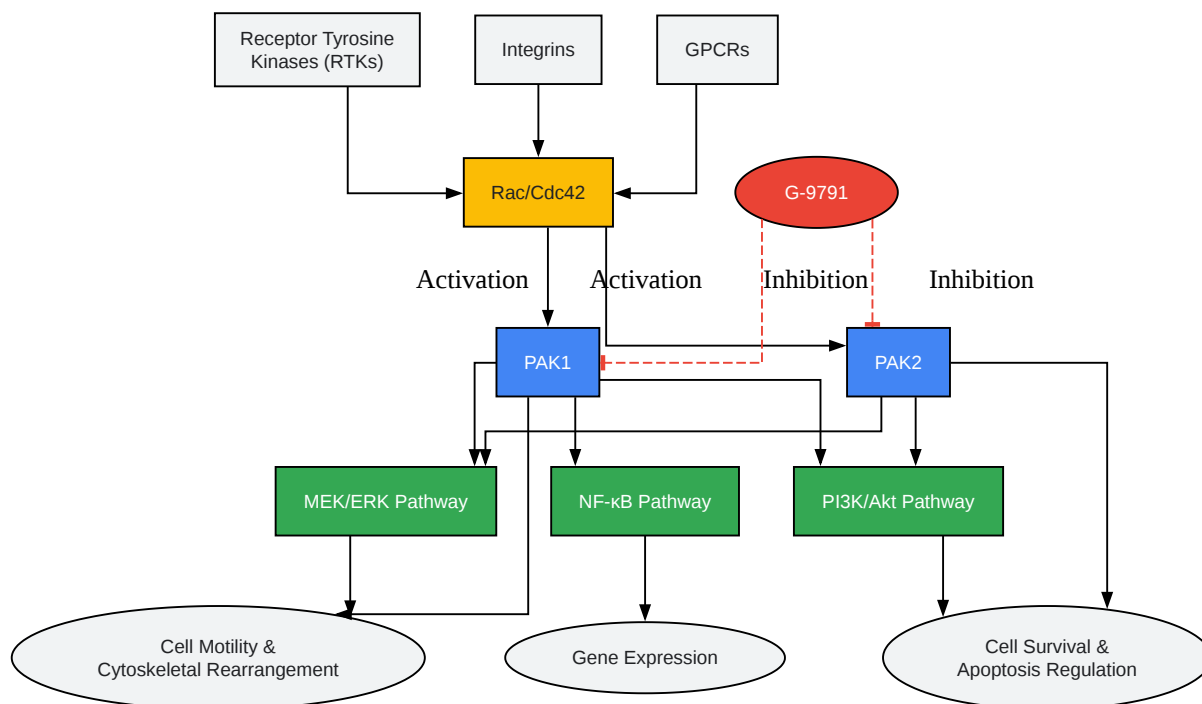 Receptor Tyrosine
Kinases (RTKs)
Integrins
GPCRs
Rac/Cdc42
G-9791
Activation
Activation
Inhibition
Inhibition
PAK1
PAK2
MEK/ERK Pathway
NF-κB Pathway
PI3K/Akt Pathway
Cell Motility &
Cytoskeletal Rearrangement
Gene Expression
Cell Survival &
Apoptosis Regulation